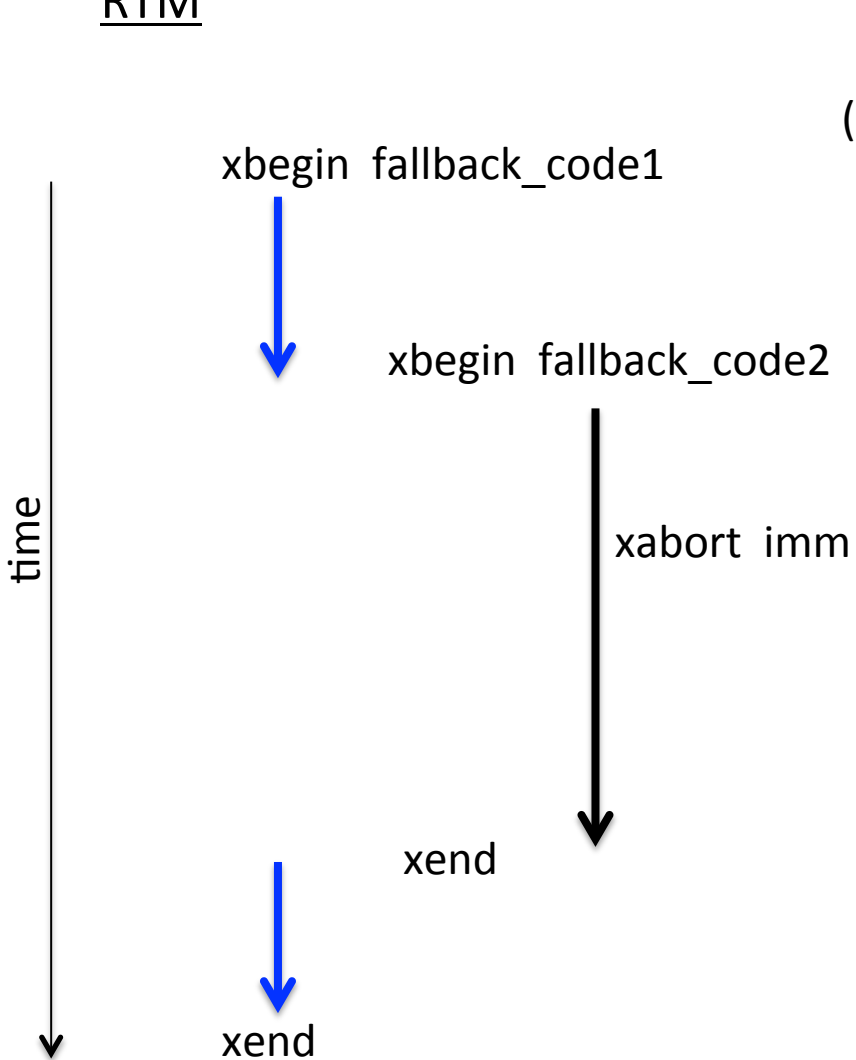 RTM
(
xbegin fallback_code1
xbegin fallback_code2
time
xabort imm
xend
xend